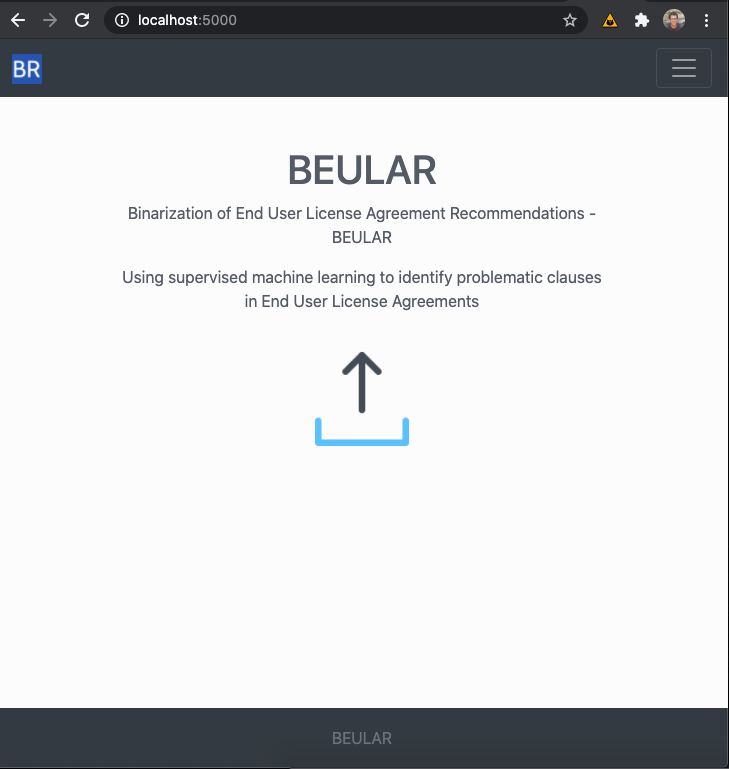 localhost:5000
BR
BEULAR
Binarization of End User License Agreement Recommendations -
BEULAR
Using supervised machine learning to identify problematic clauses
in End User License Agreements
BEULAR